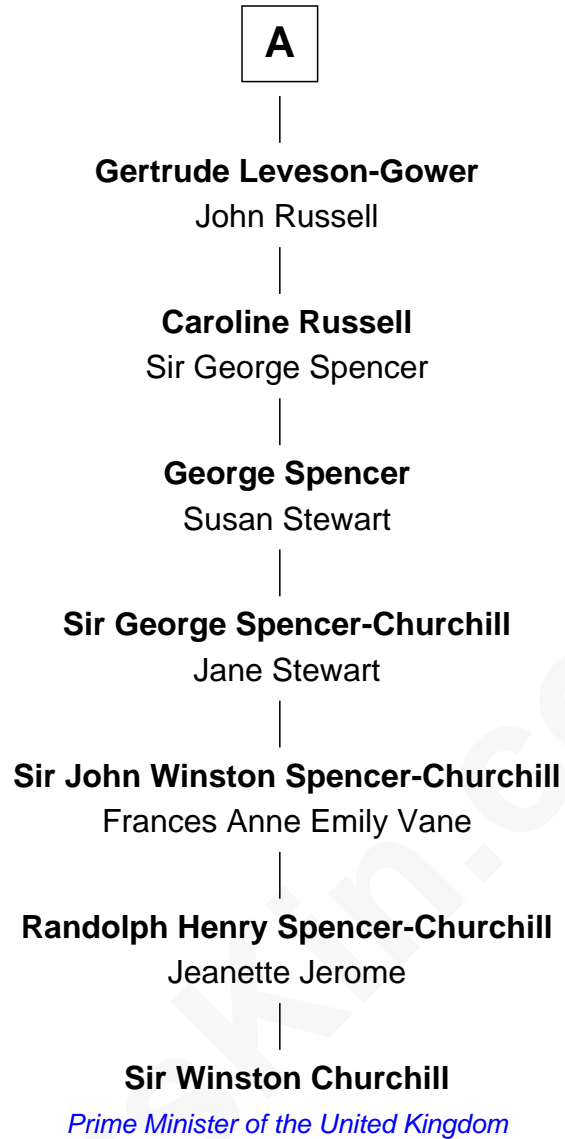 A
Gertrude Leveson-Gower
John Russell
Caroline Russell
Sir George Spencer
George Spencer
Susan Stewart
Sir George Spencer-Churchill
Jane Stewart
Sir John Winston Spencer-Churchill
Frances Anne Emily Vane
Randolph Henry Spencer-Churchill
Jeanette Jerome
Sir Winston Churchill
Prime Minister of the United Kingdom